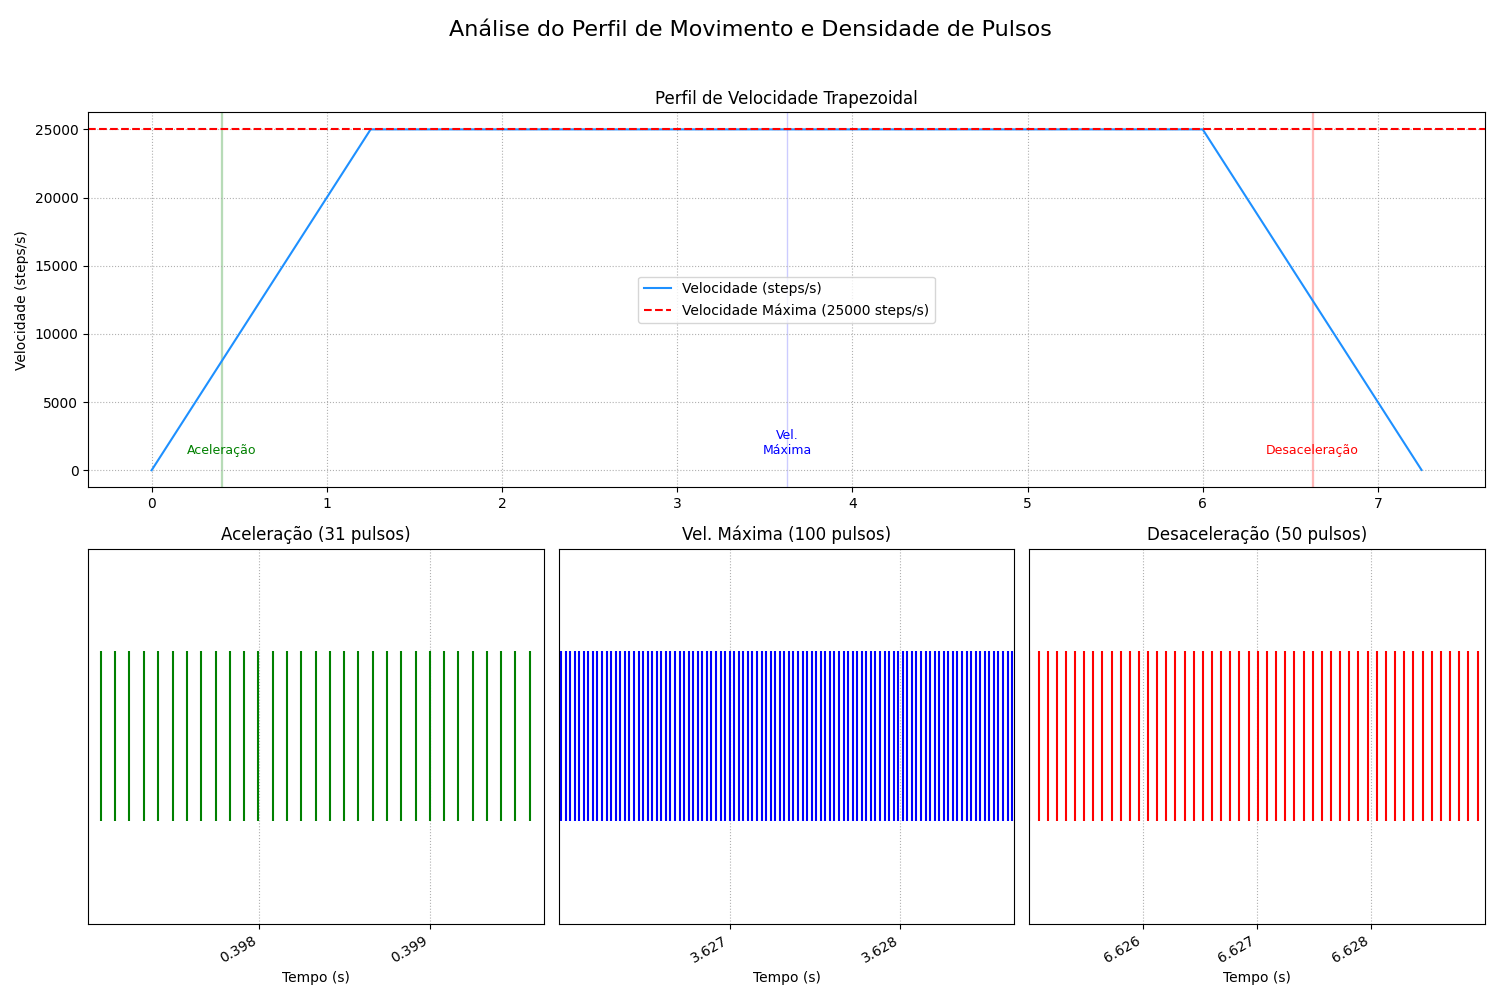 Análise do Perfil de Movimento e Densidade de Pulsos
Perfil de Velocidade Trapezoidal
Velocidade (steps/s)
25000
20000
15000
10000
5000
0
Velocidade (steps/s)
Velocidade Máxima (25000 steps/s)
Aceleração
Vel.
Máxima
Desaceleração
0 1 2 3 4 5 6 7
Aceleração (31 pulsos)
0.398 0.399
Tempo (s)
Vel. Máxima (100 pulsos)
3.627 3.628
Tempo (s)
Desaceleração (50 pulsos)
6.626 6.627 6.628
Tempo (s)